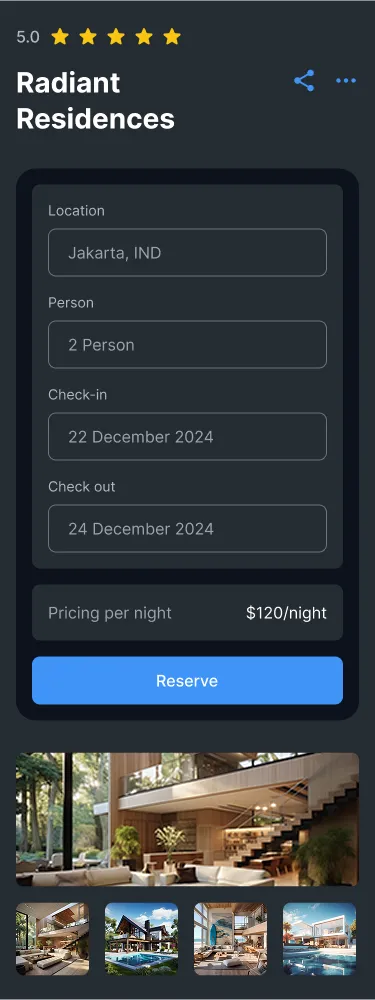 5.0
Radiant
Residences
Location
Jakarta, IND
Person
2 Person
Check-in
22 December 2024
Check out
24 December 2024
Pricing per night $120/night
Reserve